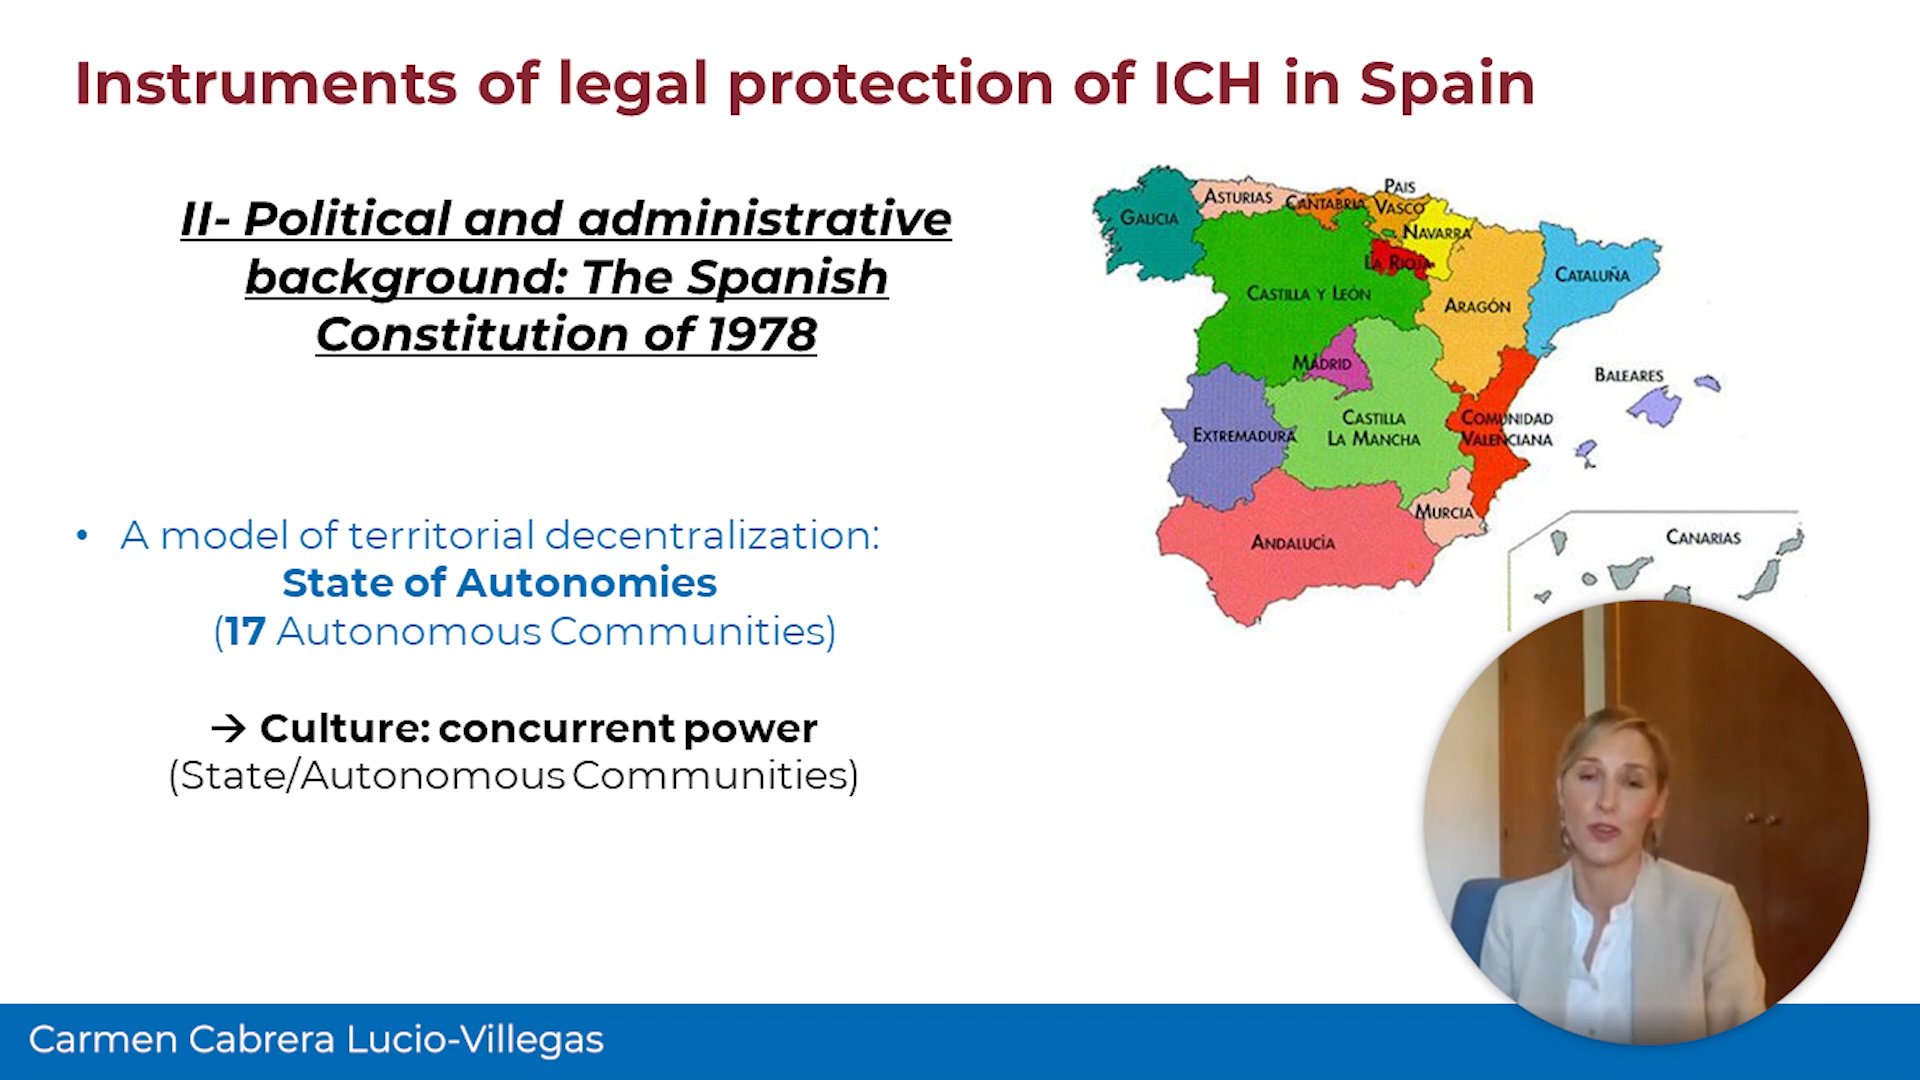 Instruments of legal protection of ICH in Spain
II- Political and administrative
background: The Spanish
Constitution of 1978
• A model of territorial decentralization:
State of Autonomies
(17 Autonomous Communities)
→ Culture: concurrent power
(State/Autonomous Communities)
GALICIA
ASTURIAS
CANTABRIA
PAIS
VASCO
NAVARRA
LA RIOJA
CASTILLA Y LEÓN
ARAGÓN
CATALUÑA
MADRID
BALEARES
EXTREMADURA
CASTILLA
LA MANCHA
COMUNIDAD
VALENCIANA
MURCIA
ANDALUCÍA
CANARIAS
Carmen Cabrera Lucio-Villegas